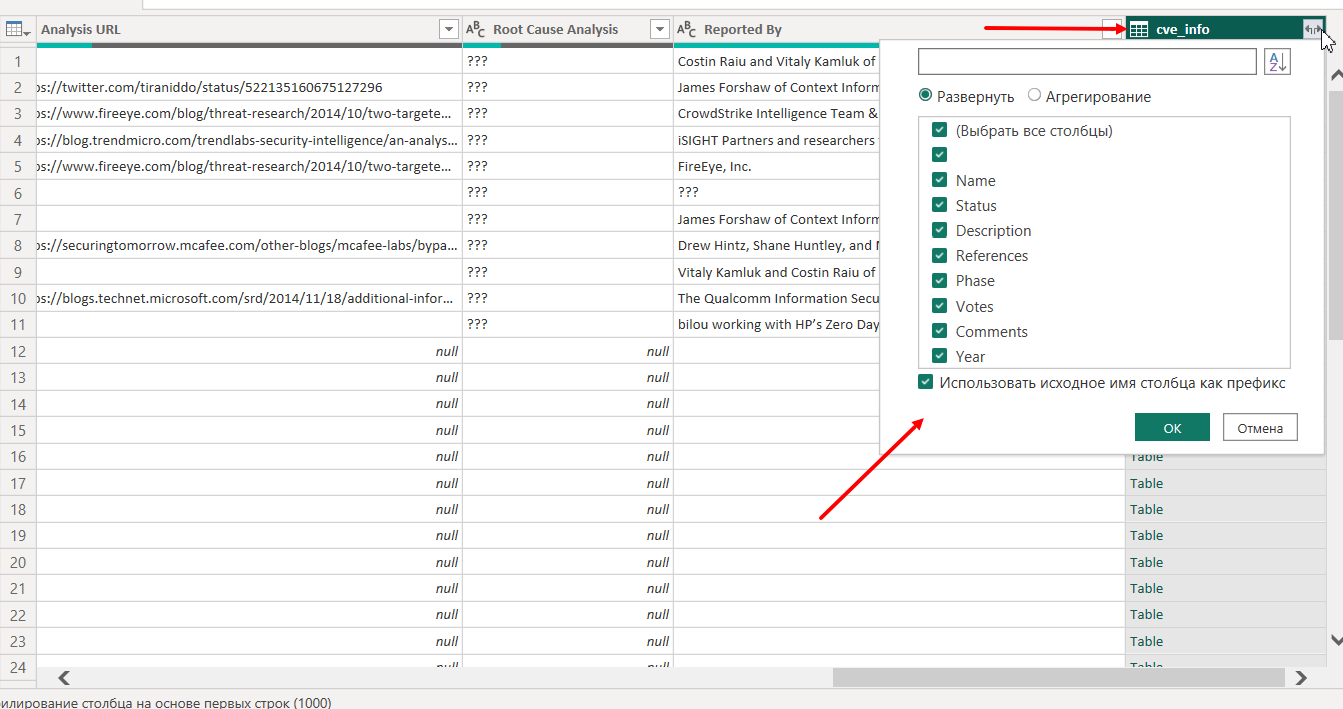 Analysis URL ABC Root Cause Analysis ABC Reported By cve_info
1 ??? Costin Raiu and Vitaly Kamluk of
2 ps://twitter.com/tiraniddo/status/522135160675127296 ??? James Forshaw of Context Inform
3 ps://www.fireeye.com/blog/threat-research/2014/10/two-targete... ??? CrowdStrike Intelligence Team &
4 ps://blog.trendmicro.com/trendlabs-security-intelligence/an-analys... ??? iSIGHT Partners and researchers
5 ps://www.fireeye.com/blog/threat-research/2014/10/two-targete... ??? FireEye, Inc.
6 ??? ???
7 ??? James Forshaw of Context Inform
8 ps://securingtomorrow.mcafee.com/other-blogs/mcafee-labs/bypa... ??? Drew Hintz, Shane Huntley, and
9 ??? Vitaly Kamluk and Costin Raiu of
10 ps://blogs.technet.microsoft.com/srd/2014/11/18/additional-infor... ??? The Qualcomm Information Secu
11 ??? bilou working with HP’s Zero Day
12 null null
13 null null
14 null null
15 null null
16 null null Table
17 null null Table
18 null null Table
19 null null Table
20 null null Table
21 null null Table
22 null null Table
23 null null Table
24 null null Table
AZ
Развернуть Агрегирование
(Выбрать все столбцы)
Name
Status
Description
References
Phase
Votes
Comments
Year
Использовать исходное имя столбца как префикс
ОК Отмена
илирование столбца на основе первых строк (1000)